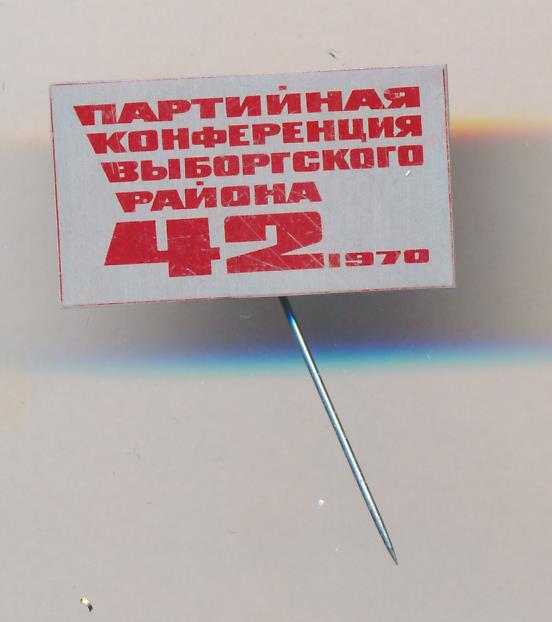 ПАРТИЙНАЯ
КОНФЕРЕНЦИЯ
ВЫБОРГСКОГО
РАЙОНА
42 1970